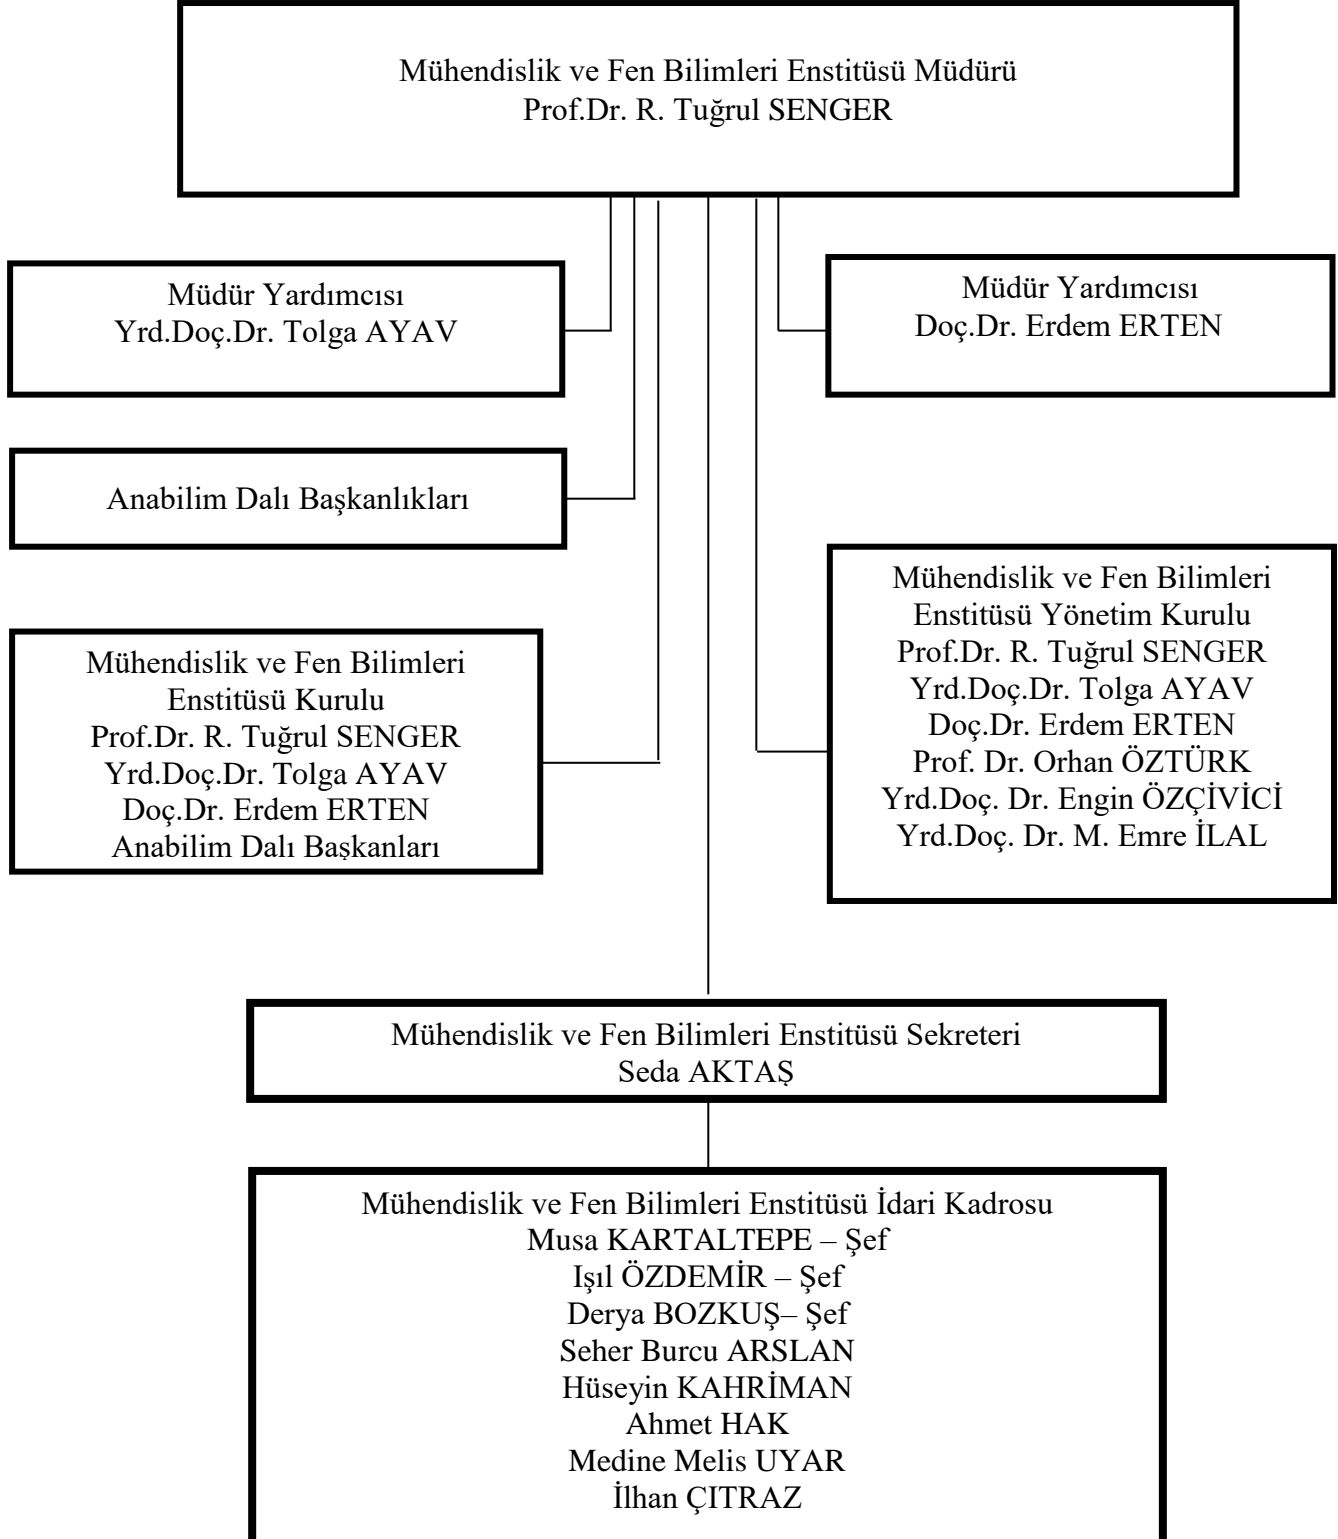 Mühendislik ve Fen Bilimleri Enstitüsü Müdürü
Prof.Dr. R. Tuğrul SENGER
Müdür Yardımcısı
Yrd.Doç.Dr. Tolga AYAV
Müdür Yardımcısı
Doç.Dr. Erdem ERTEN
Anabilim Dalı Başkanlıkları
Mühendislik ve Fen Bilimleri
Enstitüsü Kurulu
Prof.Dr. R. Tuğrul SENGER
Yrd.Doç.Dr. Tolga AYAV
Doç.Dr. Erdem ERTEN
Anabilim Dalı Başkanları
Mühendislik ve Fen Bilimleri
Enstitüsü Yönetim Kurulu
Prof.Dr. R. Tuğrul SENGER
Yrd.Doç.Dr. Tolga AYAV
Doç.Dr. Erdem ERTEN
Prof. Dr. Orhan ÖZTÜRK
Yrd.Doç. Dr. Engin ÖZÇİVİCİ
Yrd.Doç. Dr. M. Emre İLAL
Mühendislik ve Fen Bilimleri Enstitüsü Sekreteri
Seda AKTAŞ
Mühendislik ve Fen Bilimleri Enstitüsü İdari Kadrosu
Musa KARTALTEPE – Şef
Işıl ÖZDEMİR – Şef
Derya BOZKUŞ– Şef
Seher Burcu ARSLAN
Hüseyin KAHRİMAN
Ahmet HAK
Medine Melis UYAR
İlhan ÇITRAZ